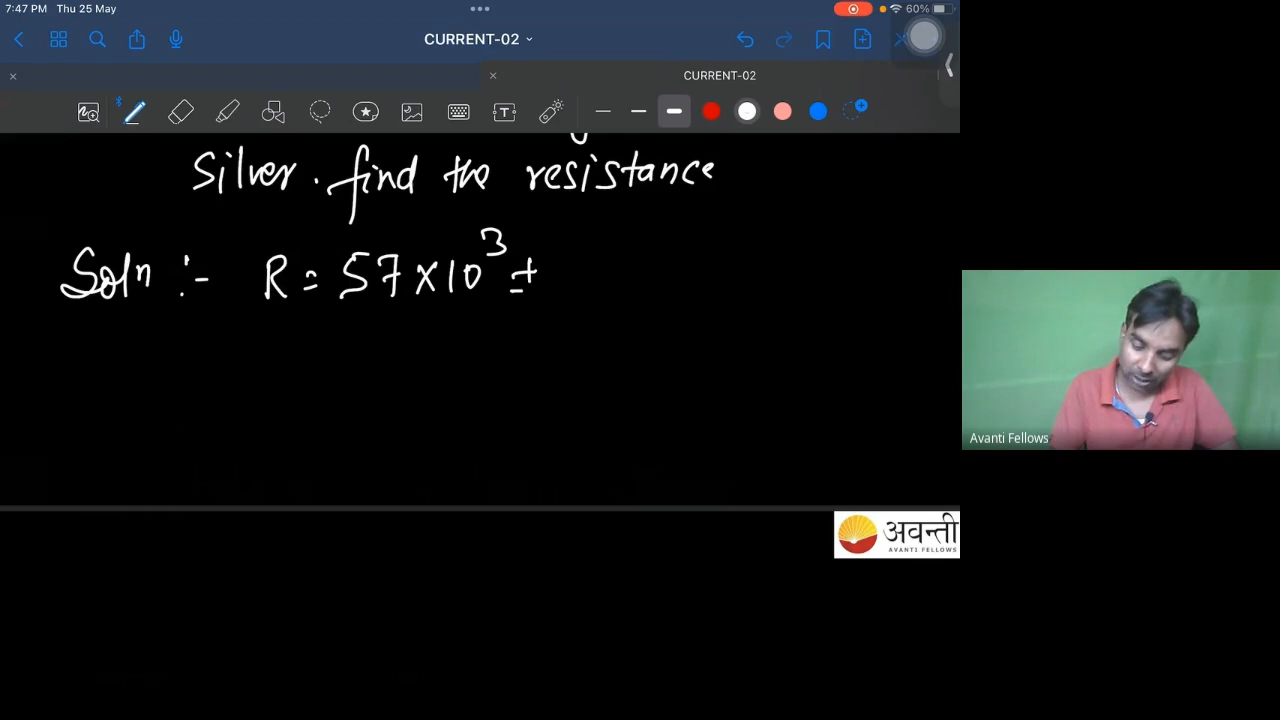 7:47 PM Thu 25 May
60%
CURRENT-02
CURRENT-02
Silver. find the resistance
Soln :- R = 57×10³ ±
Avanti Fellows
अवन्ती
AVANTI FELLOWS